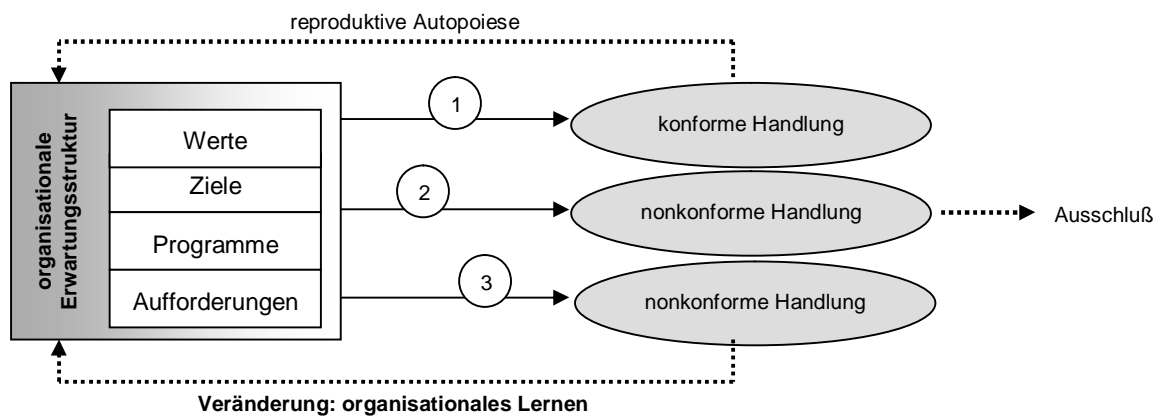 reproduktive Autopoiese
organisationale
Erwartungsstruktur
Werte
Ziele
Programme
Aufforderungen
1
konforme Handlung
2
nonkonforme Handlung
Ausschluß
3
nonkonforme Handlung
Veränderung: organisationales Lernen